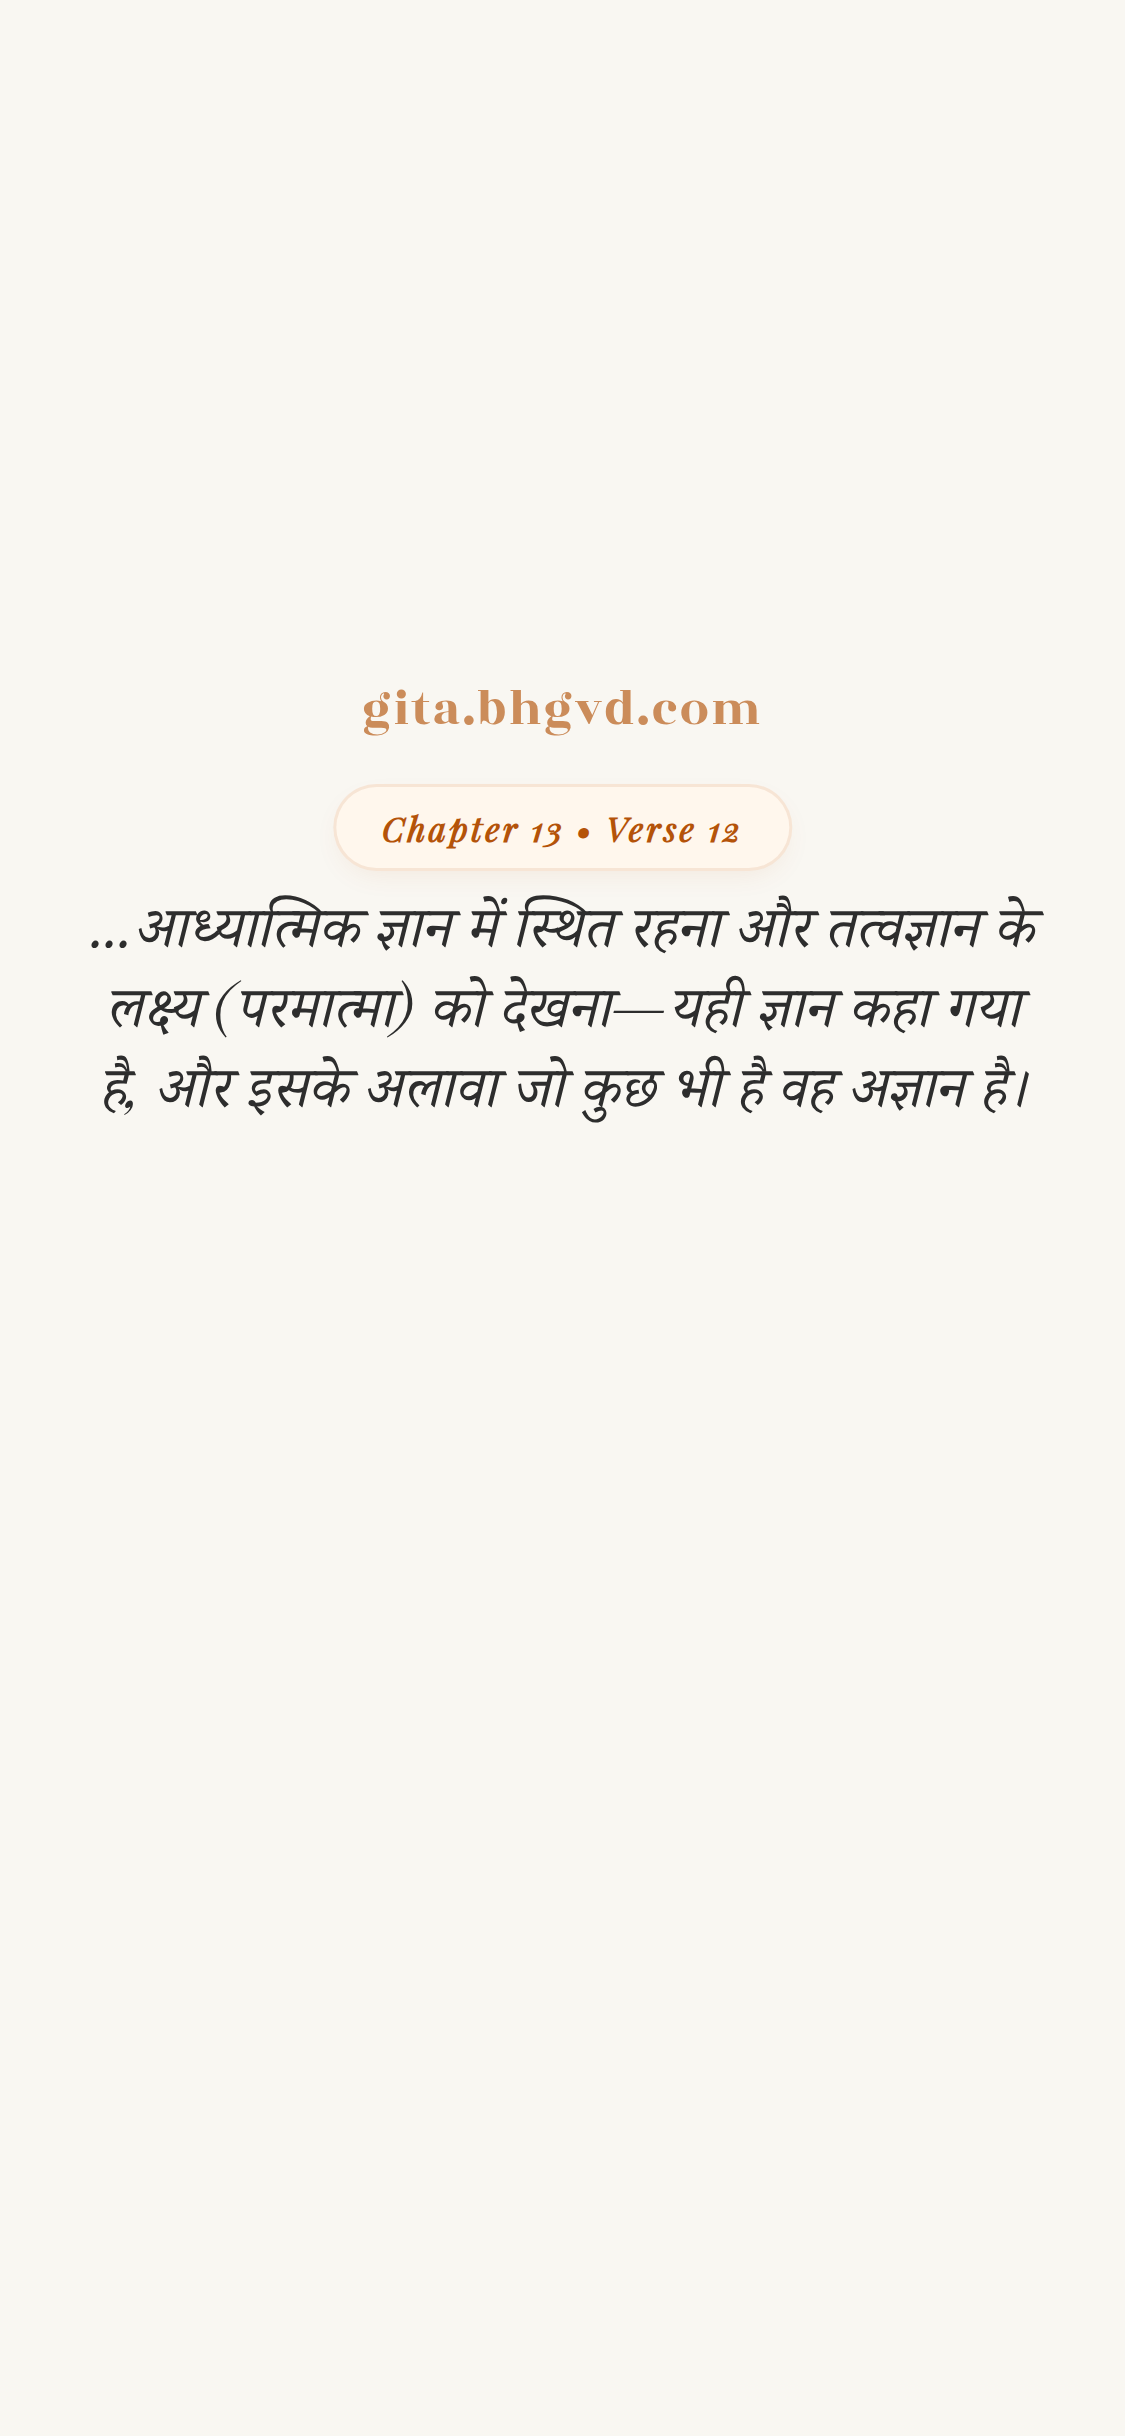 gita.bhgvd.com
Chapter 13 • Verse 12
...आध्यात्मिक ज्ञान में स्थित रहना और तत्वज्ञान के
लक्ष्य (परमात्मा) को देखना—यही ज्ञान कहा गया
है, और इसके अलावा जो कुछ भी है वह अज्ञान है।